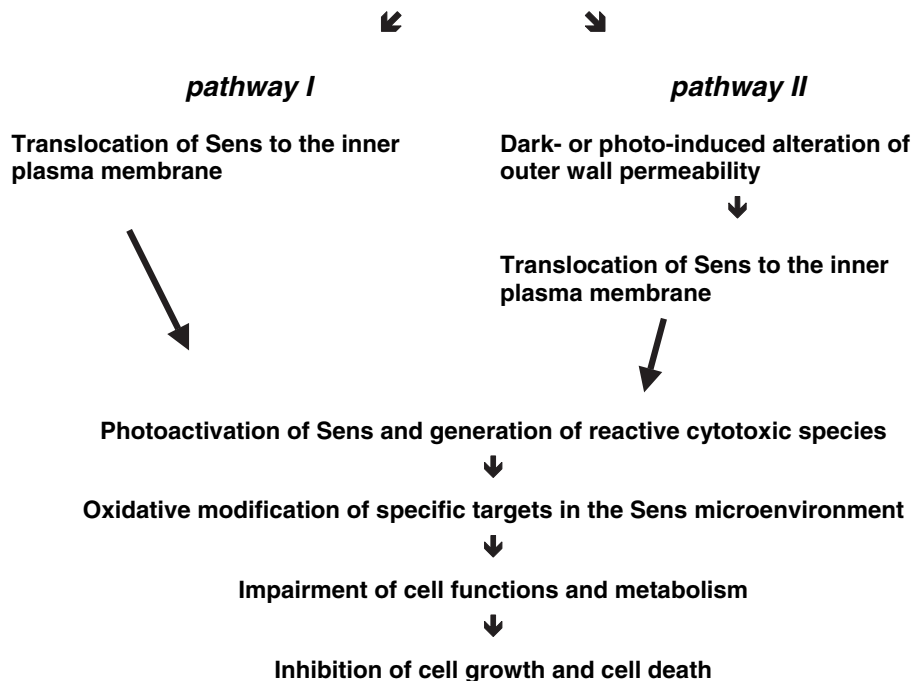 pathway I
pathway II
Translocation of Sens to the inner
plasma membrane
Dark- or photo-induced alteration of
outer wall permeability
Translocation of Sens to the inner
plasma membrane
Photoactivation of Sens and generation of reactive cytotoxic species
Oxidative modification of specific targets in the Sens microenvironment
Impairment of cell functions and metabolism
Inhibition of cell growth and cell death